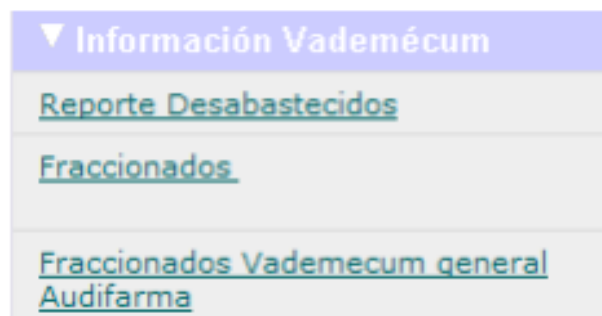 ▼ Información Vademécum
Reporte Desabastecidos
Fraccionados
Fraccionados Vademecum general
Audifarma